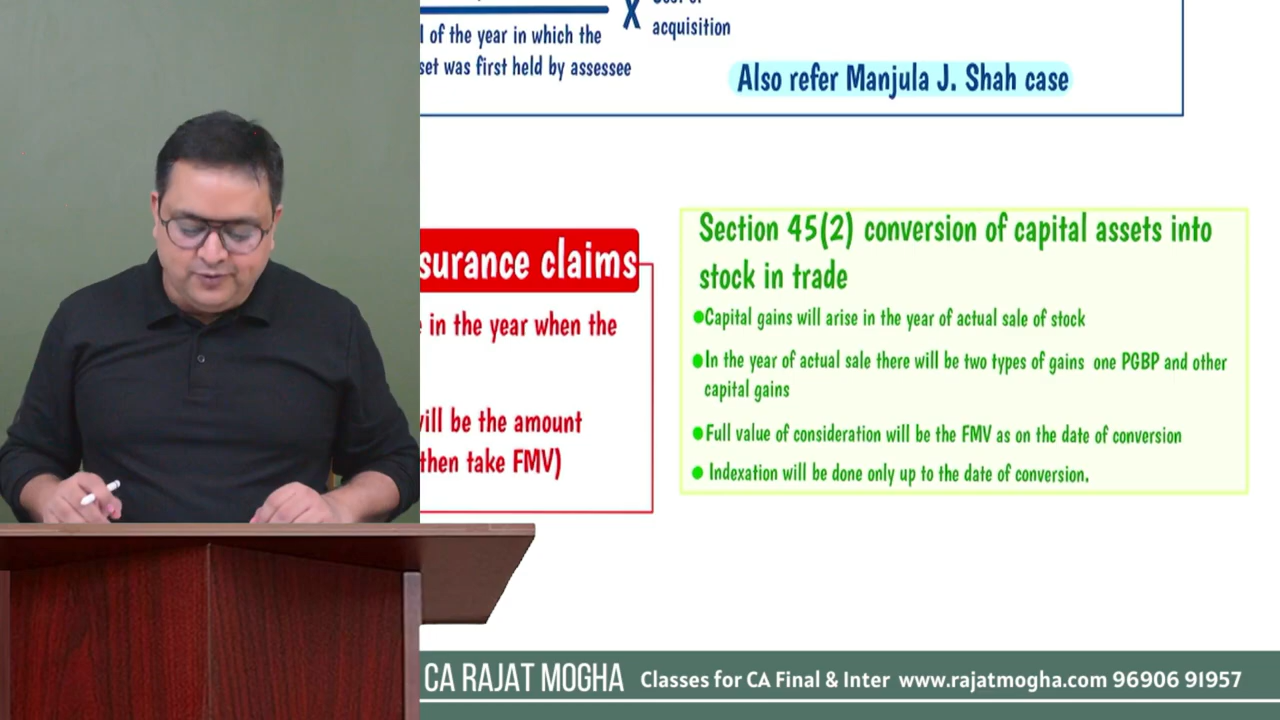 acquisition
l of the year in which the
set was first held by assessee
Also refer Manjula J. Shah case
surance claims
e in the year when the
will be the amount
then take FMV)
Section 45(2) conversion of capital assets into
stock in trade
Capital gains will arise in the year of actual sale of stock
In the year of actual sale there will be two types of gains one PGBP and other
capital gains
Full value of consideration will be the FMV as on the date of conversion
Indexation will be done only up to the date of conversion.
CA RAJAT MOGHA Classes for CA Final & Inter www.rajatmogha.com 96906 91957